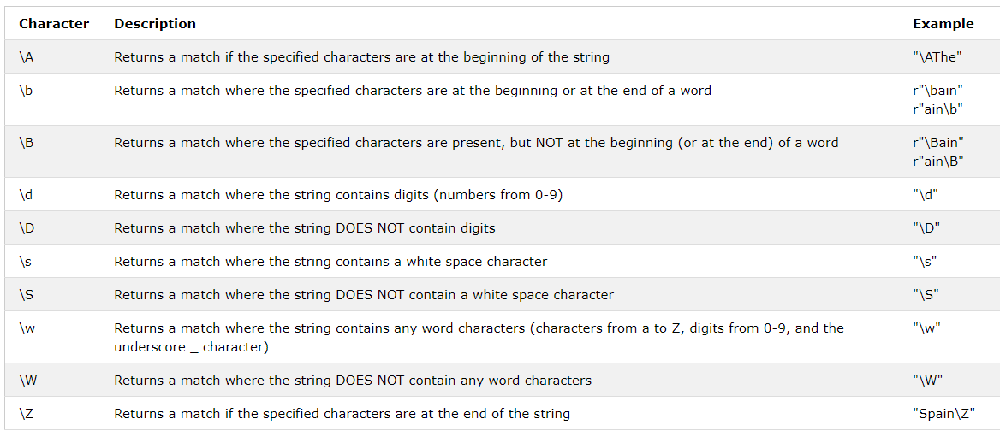 Character Description Example
\A Returns a match if the specified characters are at the beginning of the string "\AThe"
\b Returns a match where the specified characters are at the beginning or at the end of a word r"\bain"
r"ain\b"
\B Returns a match where the specified characters are present, but NOT at the beginning (or at the end) of a word r"\Bain"
r"ain\B"
\d Returns a match where the string contains digits (numbers from 0-9) "\d"
\D Returns a match where the string DOES NOT contain digits "\D"
\s Returns a match where the string contains a white space character "\s"
\S Returns a match where the string DOES NOT contain a white space character "\S"
\w Returns a match where the string contains any word characters (characters from a to Z, digits from 0-9, and the "\w"
underscore _ character)
\W Returns a match where the string DOES NOT contain any word characters "\W"
\Z Returns a match if the specified characters are at the end of the string "Spain\Z"